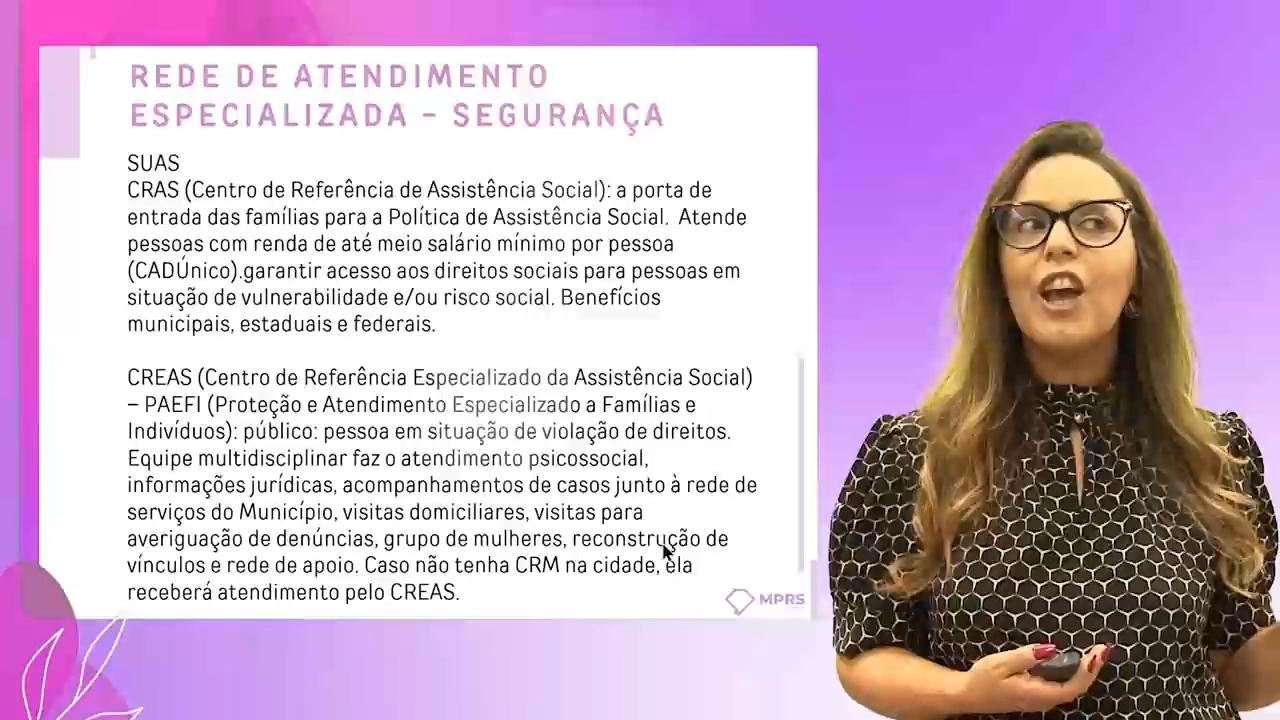 REDE DE ATENDIMENTO
ESPECIALIZADA – SEGURANÇA
SUAS
CRAS (Centro de Referência de Assistência Social): a porta de
entrada das famílias para a Política de Assistência Social. Atende
pessoas com renda de até meio salário mínimo por pessoa
(CADÚnico).garantir acesso aos direitos sociais para pessoas em
situação de vulnerabilidade e/ou risco social. Benefícios
municipais, estaduais e federais.
CREAS (Centro de Referência Especializado da Assistência Social)
– PAEFI (Proteção e Atendimento Especializado a Famílias e
Indivíduos): público: pessoa em situação de violação de direitos.
Equipe multidisciplinar faz o atendimento psicossocial,
informações jurídicas, acompanhamentos de casos junto à rede de
serviços do Município, visitas domiciliares, visitas para
averiguação de denúncias, grupo de mulheres, reconstrução de
vínculos e rede de apoio. Caso não tenha CRM na cidade, ela
receberá atendimento pelo CREAS.
MPRS